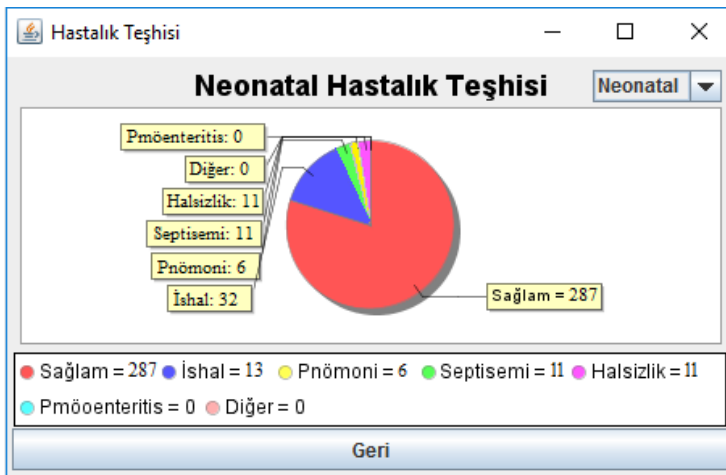 Hastalık Teşhisi
Neonatal Hastalık Teşhisi
Neonatal
Pmöenteritis: 0
Diğer: 0
Halsizlik: 11
Septisemi: 11
Pnömoni: 6
İshal: 32
Sağlam = 287
Sağlam = 287 İshal = 13 Pnömoni = 6 Septisemi = 11 Halsizlik = 11
Pmöoenteritis = 0 Diğer = 0
Geri